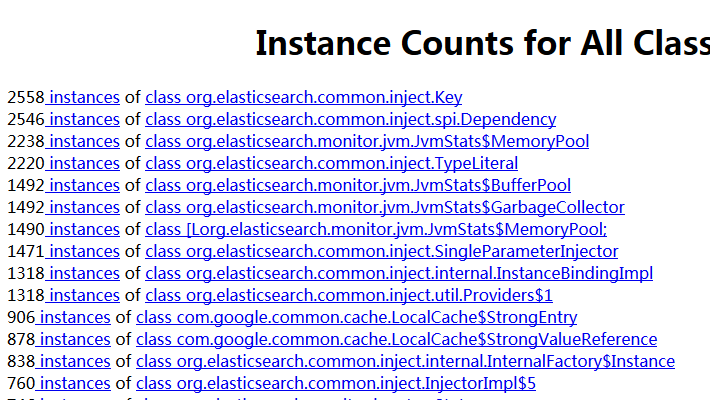 Instance Counts for All Class
2558 instances of class org.elasticsearch.common.inject.Key
2546 instances of class org.elasticsearch.common.inject.spi.Dependency
2238 instances of class org.elasticsearch.monitor.jvm.JvmStats$MemoryPool
2220 instances of class org.elasticsearch.common.inject.TypeLiteral
1492 instances of class org.elasticsearch.monitor.jvm.JvmStats$BufferPool
1492 instances of class org.elasticsearch.monitor.jvm.JvmStats$GarbageCollector
1490 instances of class [Lorg.elasticsearch.monitor.jvm.JvmStats$MemoryPool;
1471 instances of class org.elasticsearch.common.inject.SingleParameterInjector
1318 instances of class org.elasticsearch.common.inject.internal.InstanceBindingImpl
1318 instances of class org.elasticsearch.common.inject.util.Providers$1
906 instances of class com.google.common.cache.LocalCache$StrongEntry
878 instances of class com.google.common.cache.LocalCache$StrongValueReference
838 instances of class org.elasticsearch.common.inject.internal.InternalFactory$Instance
760 instances of class org.elasticsearch.common.inject.InjectorImpl$5